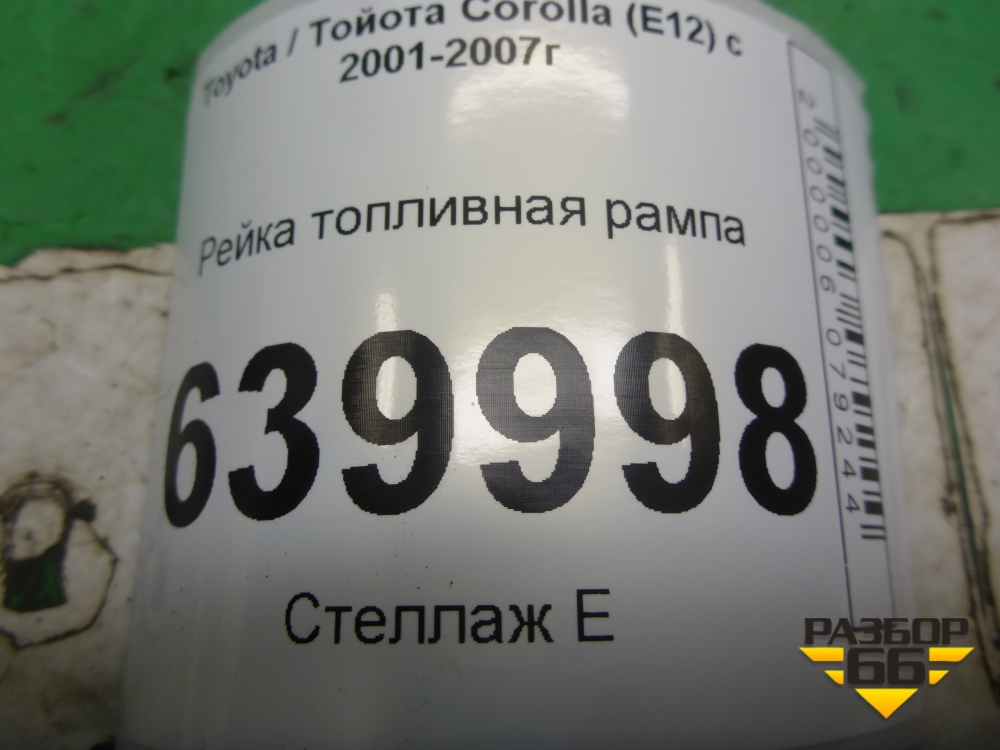 Toyota / Тойота Corolla (E12) с
2001-2007г
Рейка топливная рампа
639998
Стеллаж Е
2000006079244
РАЗБОР
66